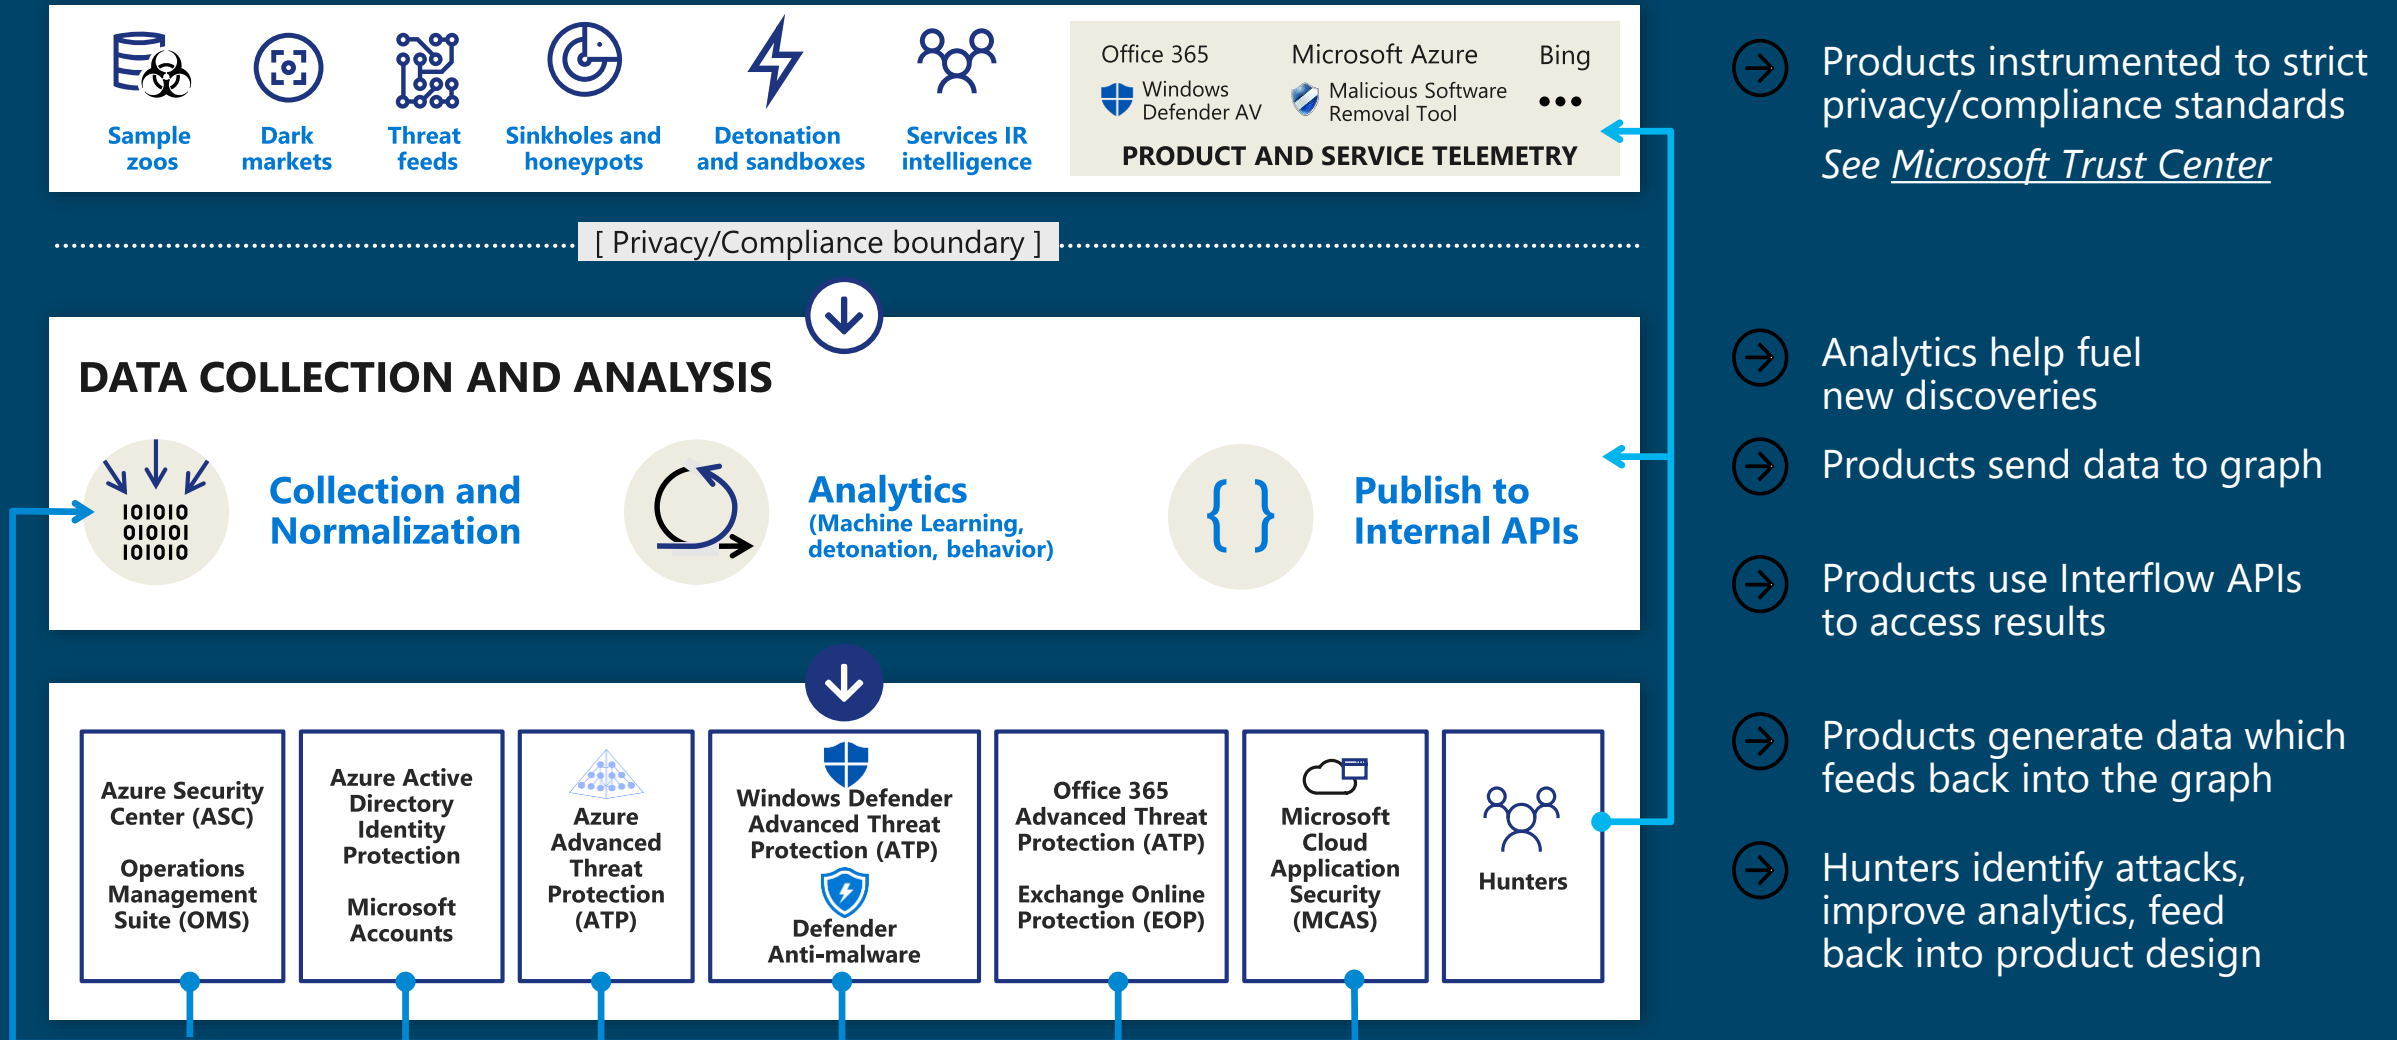 Sample
zoos
Dark
markets
Threat
feeds
Sinkholes and
honeypots
Detonation
and sandboxes
Services IR
intelligence
Office 365
Microsoft Azure
Bing
Windows
Defender AV
Malicious Software
Removal Tool
•••
PRODUCT AND SERVICE TELEMETRY
[ Privacy/Compliance boundary ]
DATA COLLECTION AND ANALYSIS
101010
010101
101010
Collection and
Normalization
Analytics
(Machine Learning,
detonation, behavior)
{ }
Publish to
Internal APIs
Azure Security
Center (ASC)
Operations
Management
Suite (OMS)
Azure Active
Directory
Identity
Protection
Microsoft
Accounts
Azure
Advanced
Threat
Protection
(ATP)
Windows Defender
Advanced Threat
Protection (ATP)
Defender
Anti-malware
Office 365
Advanced Threat
Protection (ATP)
Exchange Online
Protection (EOP)
Microsoft
Cloud
Application
Security
(MCAS)
Hunters
Products instrumented to strict
privacy/compliance standards
See Microsoft Trust Center
Analytics help fuel
new discoveries
Products send data to graph
Products use Interflow APIs
to access results
Products generate data which
feeds back into the graph
Hunters identify attacks,
improve analytics, feed
back into product design